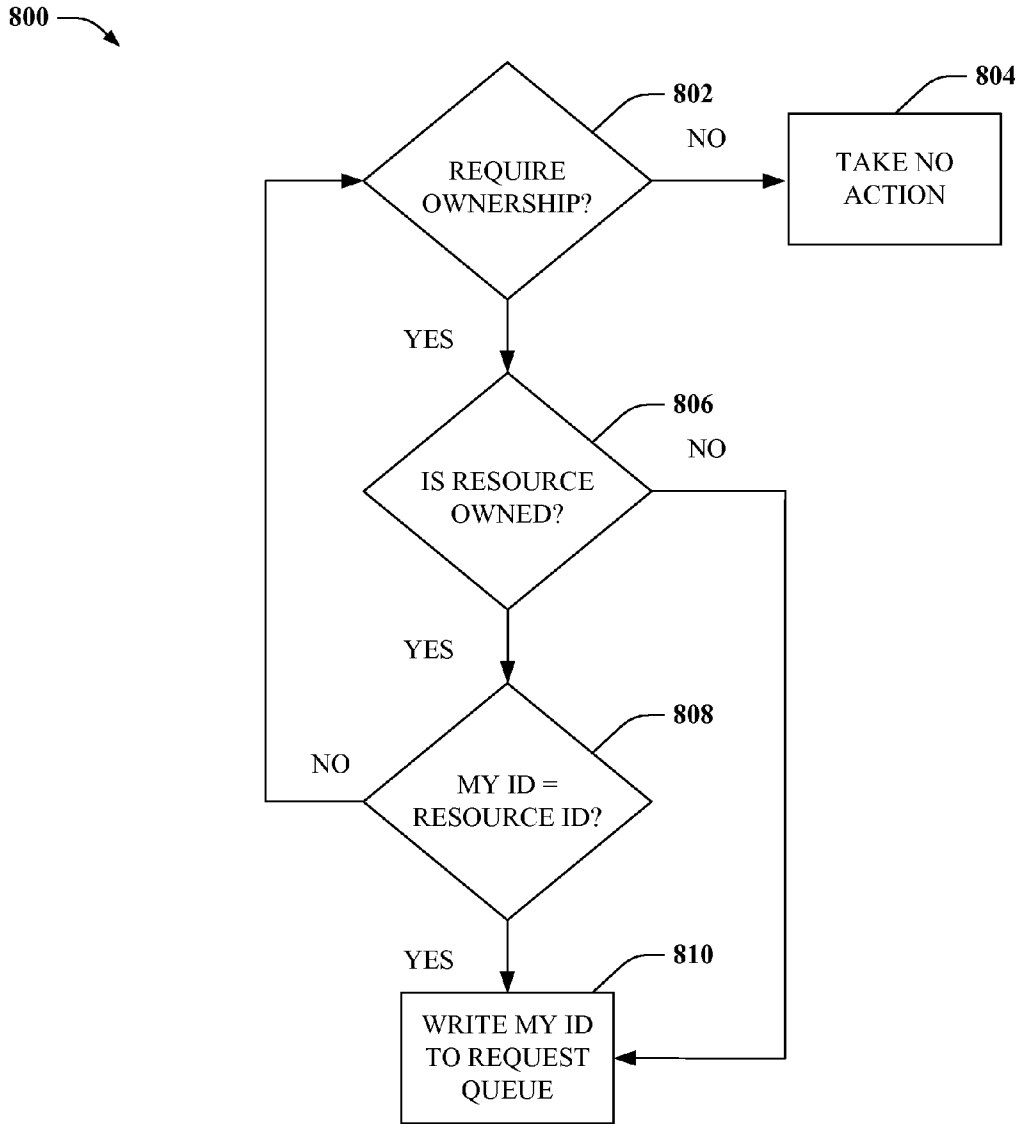 800
802
804
NO
REQUIRE
OWNERSHIP?
TAKE NO
ACTION
YES
806
NO
IS RESOURCE
OWNED?
YES
808
NO
MY ID =
RESOURCE ID?
YES
810
WRITE MY ID
TO REQUEST
QUEUE